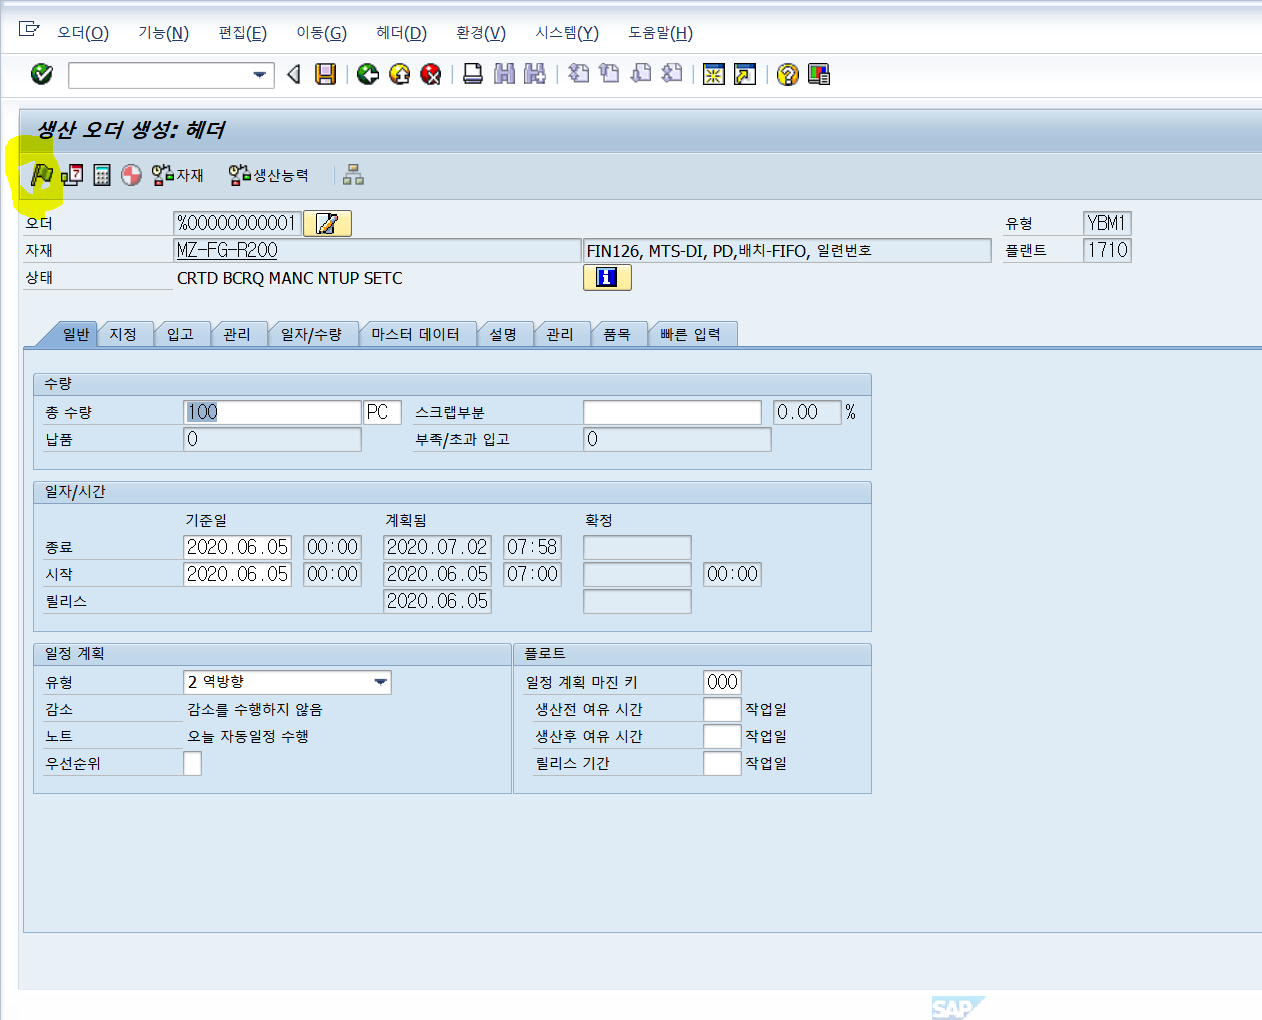 오더(O) 기능(N) 편집(E) 이동(G) 헤더(D) 환경(V) 시스템(Y) 도움말(H)
생산 오더 생성: 헤더
자재 생산능력
오더 %00000000001 유형 YBM1
자재 MZ-FG-R200 FIN126, MTS-DI, PD,배치-FIFO, 일련번호 플랜트 1710
상태 CRTD BCRQ MANC NTUP SETC
일반 지정 입고 관리 일자/수량 마스터 데이터 설명 관리 품목 빠른 입력
수량
총 수량 100 PC 스크랩부분 0.00 %
납품 0 부족/초과 입고 0
일자/시간
기준일 계획됨 확정
종료 2020.06.05 00:00 2020.07.02 07:58
시작 2020.06.05 00:00 2020.06.05 07:00 00:00
릴리스 2020.06.05
일정 계획 플로트
유형 2 역방향 일정 계획 마진 키 000
감소 감소를 수행하지 않음 생산전 여유 시간 작업일
노트 오늘 자동일정 수행 생산후 여유 시간 작업일
우선순위 릴리스 기간 작업일
SAP